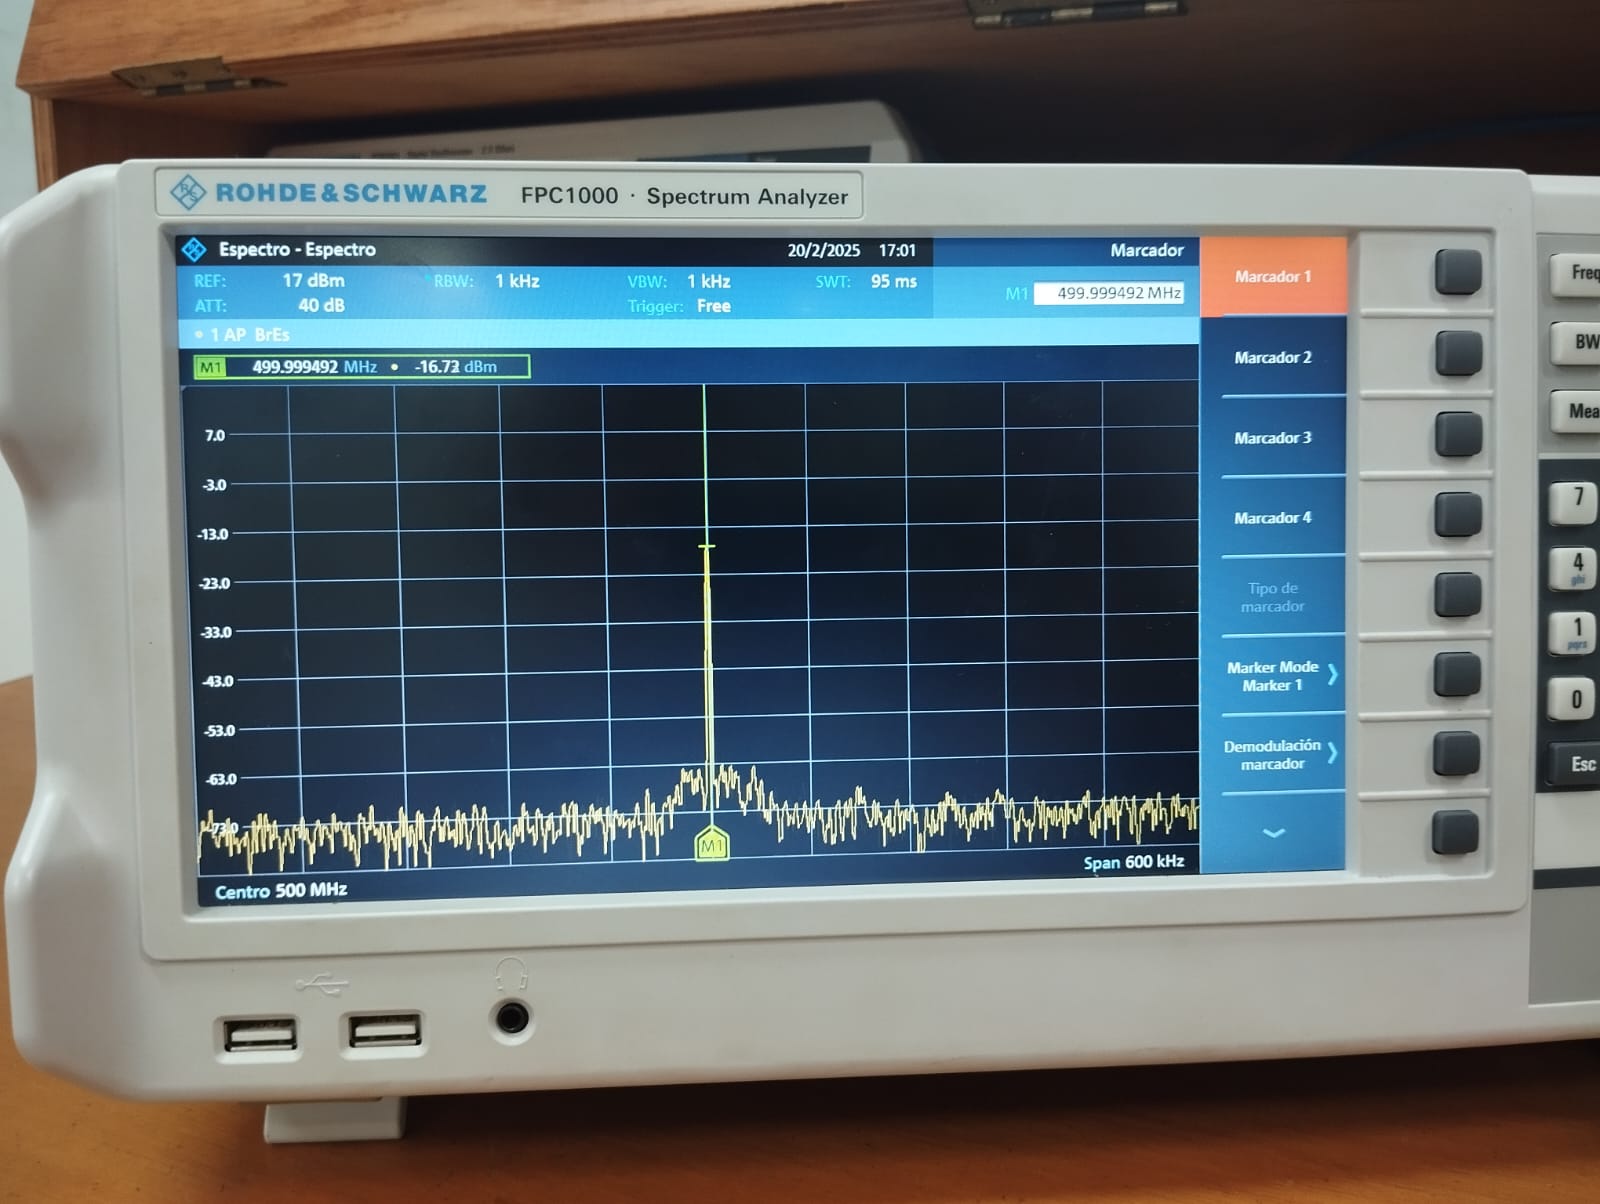 ROHDE & SCHWARZ FPC1000 · Spectrum Analyzer
Espectro - Espectro 20/2/2025 17:01 Marcador
REF: 17 dBm RBW: 1 kHz VBW: 1 kHz SWT: 95 ms
ATT: 40 dB Trigger: Free
M1 499.999492 MHz
1 AP BrEs
M1 499.999492 MHz • dBm
7.0
-3.0
-13.0
-23.0
-33.0
-43.0
-53.0
-63.0
-73.0
M1
Centro 500 MHz Span 600 kHz
Marcador 1
Marcador 2
Marcador 3
Marcador 4
Tipo de
marcador
Marker Mode
Marker 1
Demodulación
marcador
Freq
BW
Mea
7
4
ghi
1
pqrs
0
Esc